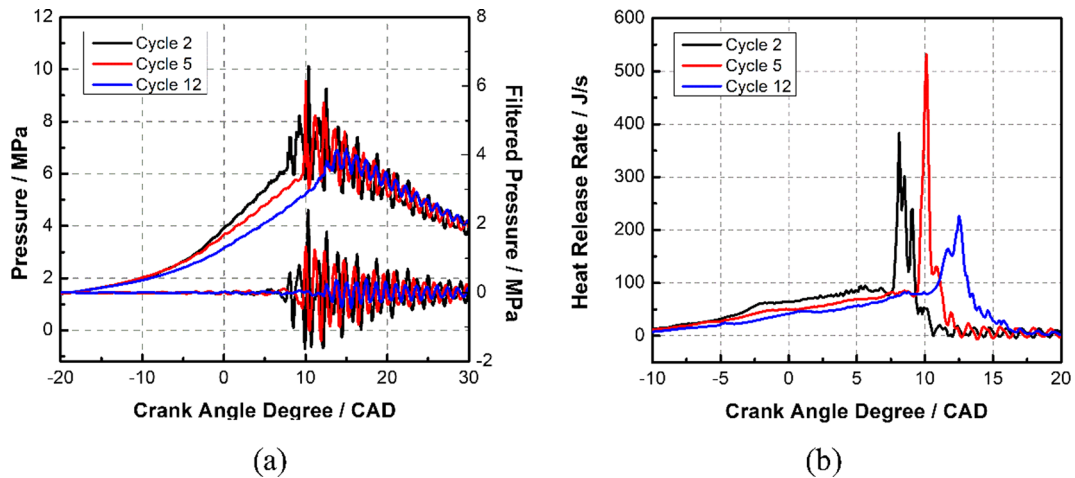 Cycle 2
Cycle 5
Cycle 12
12
10
8
6
4
2
0
Pressure / MPa
8
6
4
2
0
-2
Filtered Pressure / MPa
-20 -10 0 10 20 30
Crank Angle Degree / CAD
(a)
Cycle 2
Cycle 5
Cycle 12
600
500
400
300
200
100
0
Heat Release Rate / J/s
-10 -5 0 5 10 15 20
Crank Angle Degree / CAD
(b)